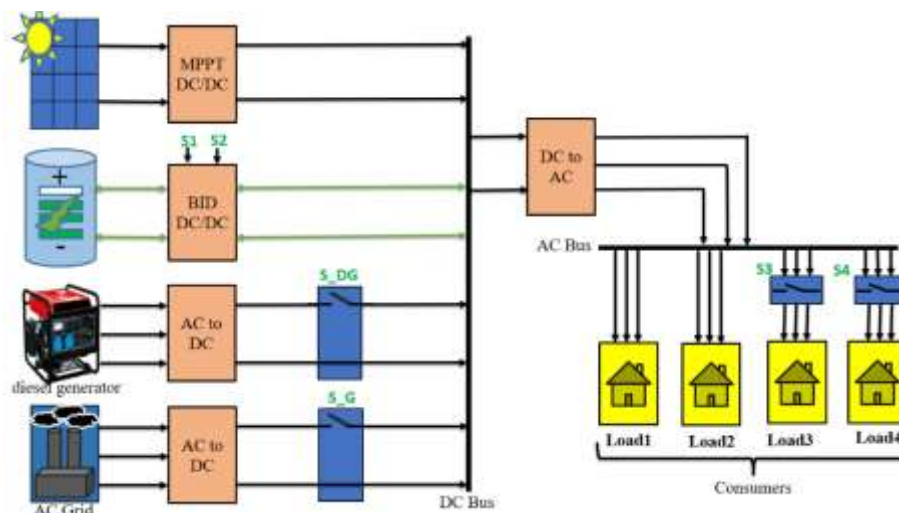 MPPT
DC/DC
S1 S2
+
BID
DC/DC
-
DC to
AC
AC Bus
S3
S4
S_DG
AC to
DC
diesel generator
S_G
AC to
DC
AC Grid
DC Bus
Load1
Load2
Load3
Load4
Consumers